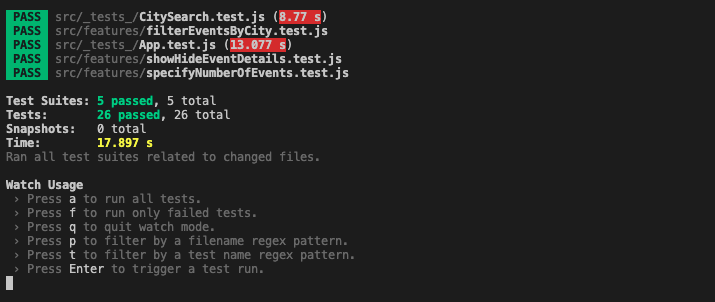 PASS src/_tests_/CitySearch.test.js (8.77 s)
PASS src/features/filterEventsByCity.test.js
PASS src/_tests_/App.test.js (13.077 s)
PASS src/features/showHideEventDetails.test.js
PASS src/features/specifyNumberOfEvents.test.js
Test Suites: 5 passed, 5 total
Tests: 26 passed, 26 total
Snapshots: 0 total
Time: 17.897 s
Ran all test suites related to changed files.
Watch Usage
› Press a to run all tests.
› Press f to run only failed tests.
› Press q to quit watch mode.
› Press p to filter by a filename regex pattern.
› Press t to filter by a test name regex pattern.
› Press Enter to trigger a test run.